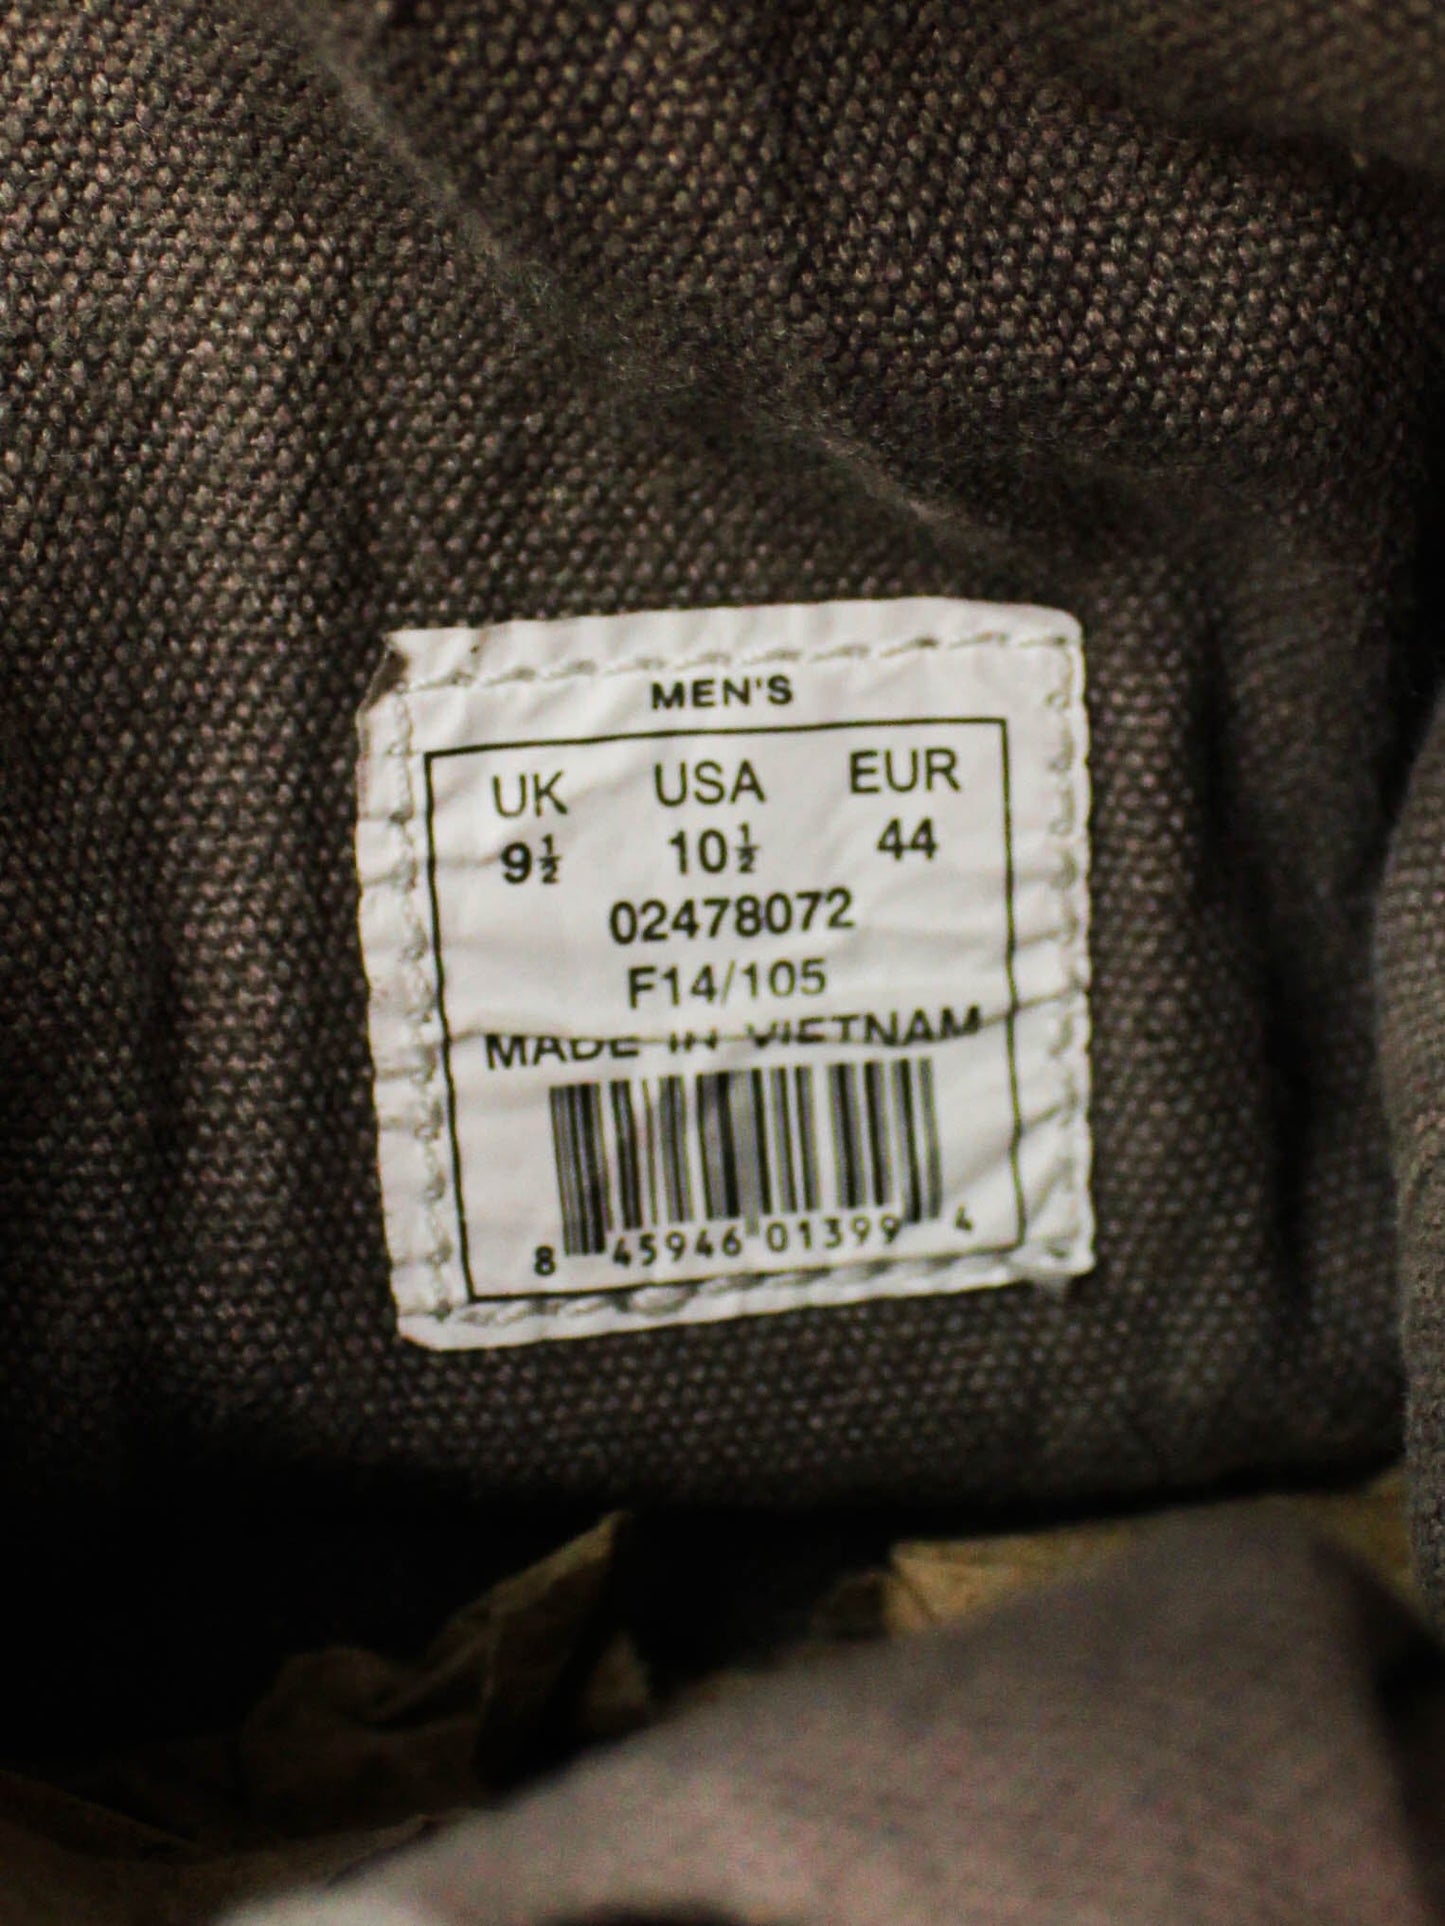 MEN'S
UK USA EUR
9½ 10½ 44
02478072
F14/105
MADE IN VIETNAM
8 45946 01399 4